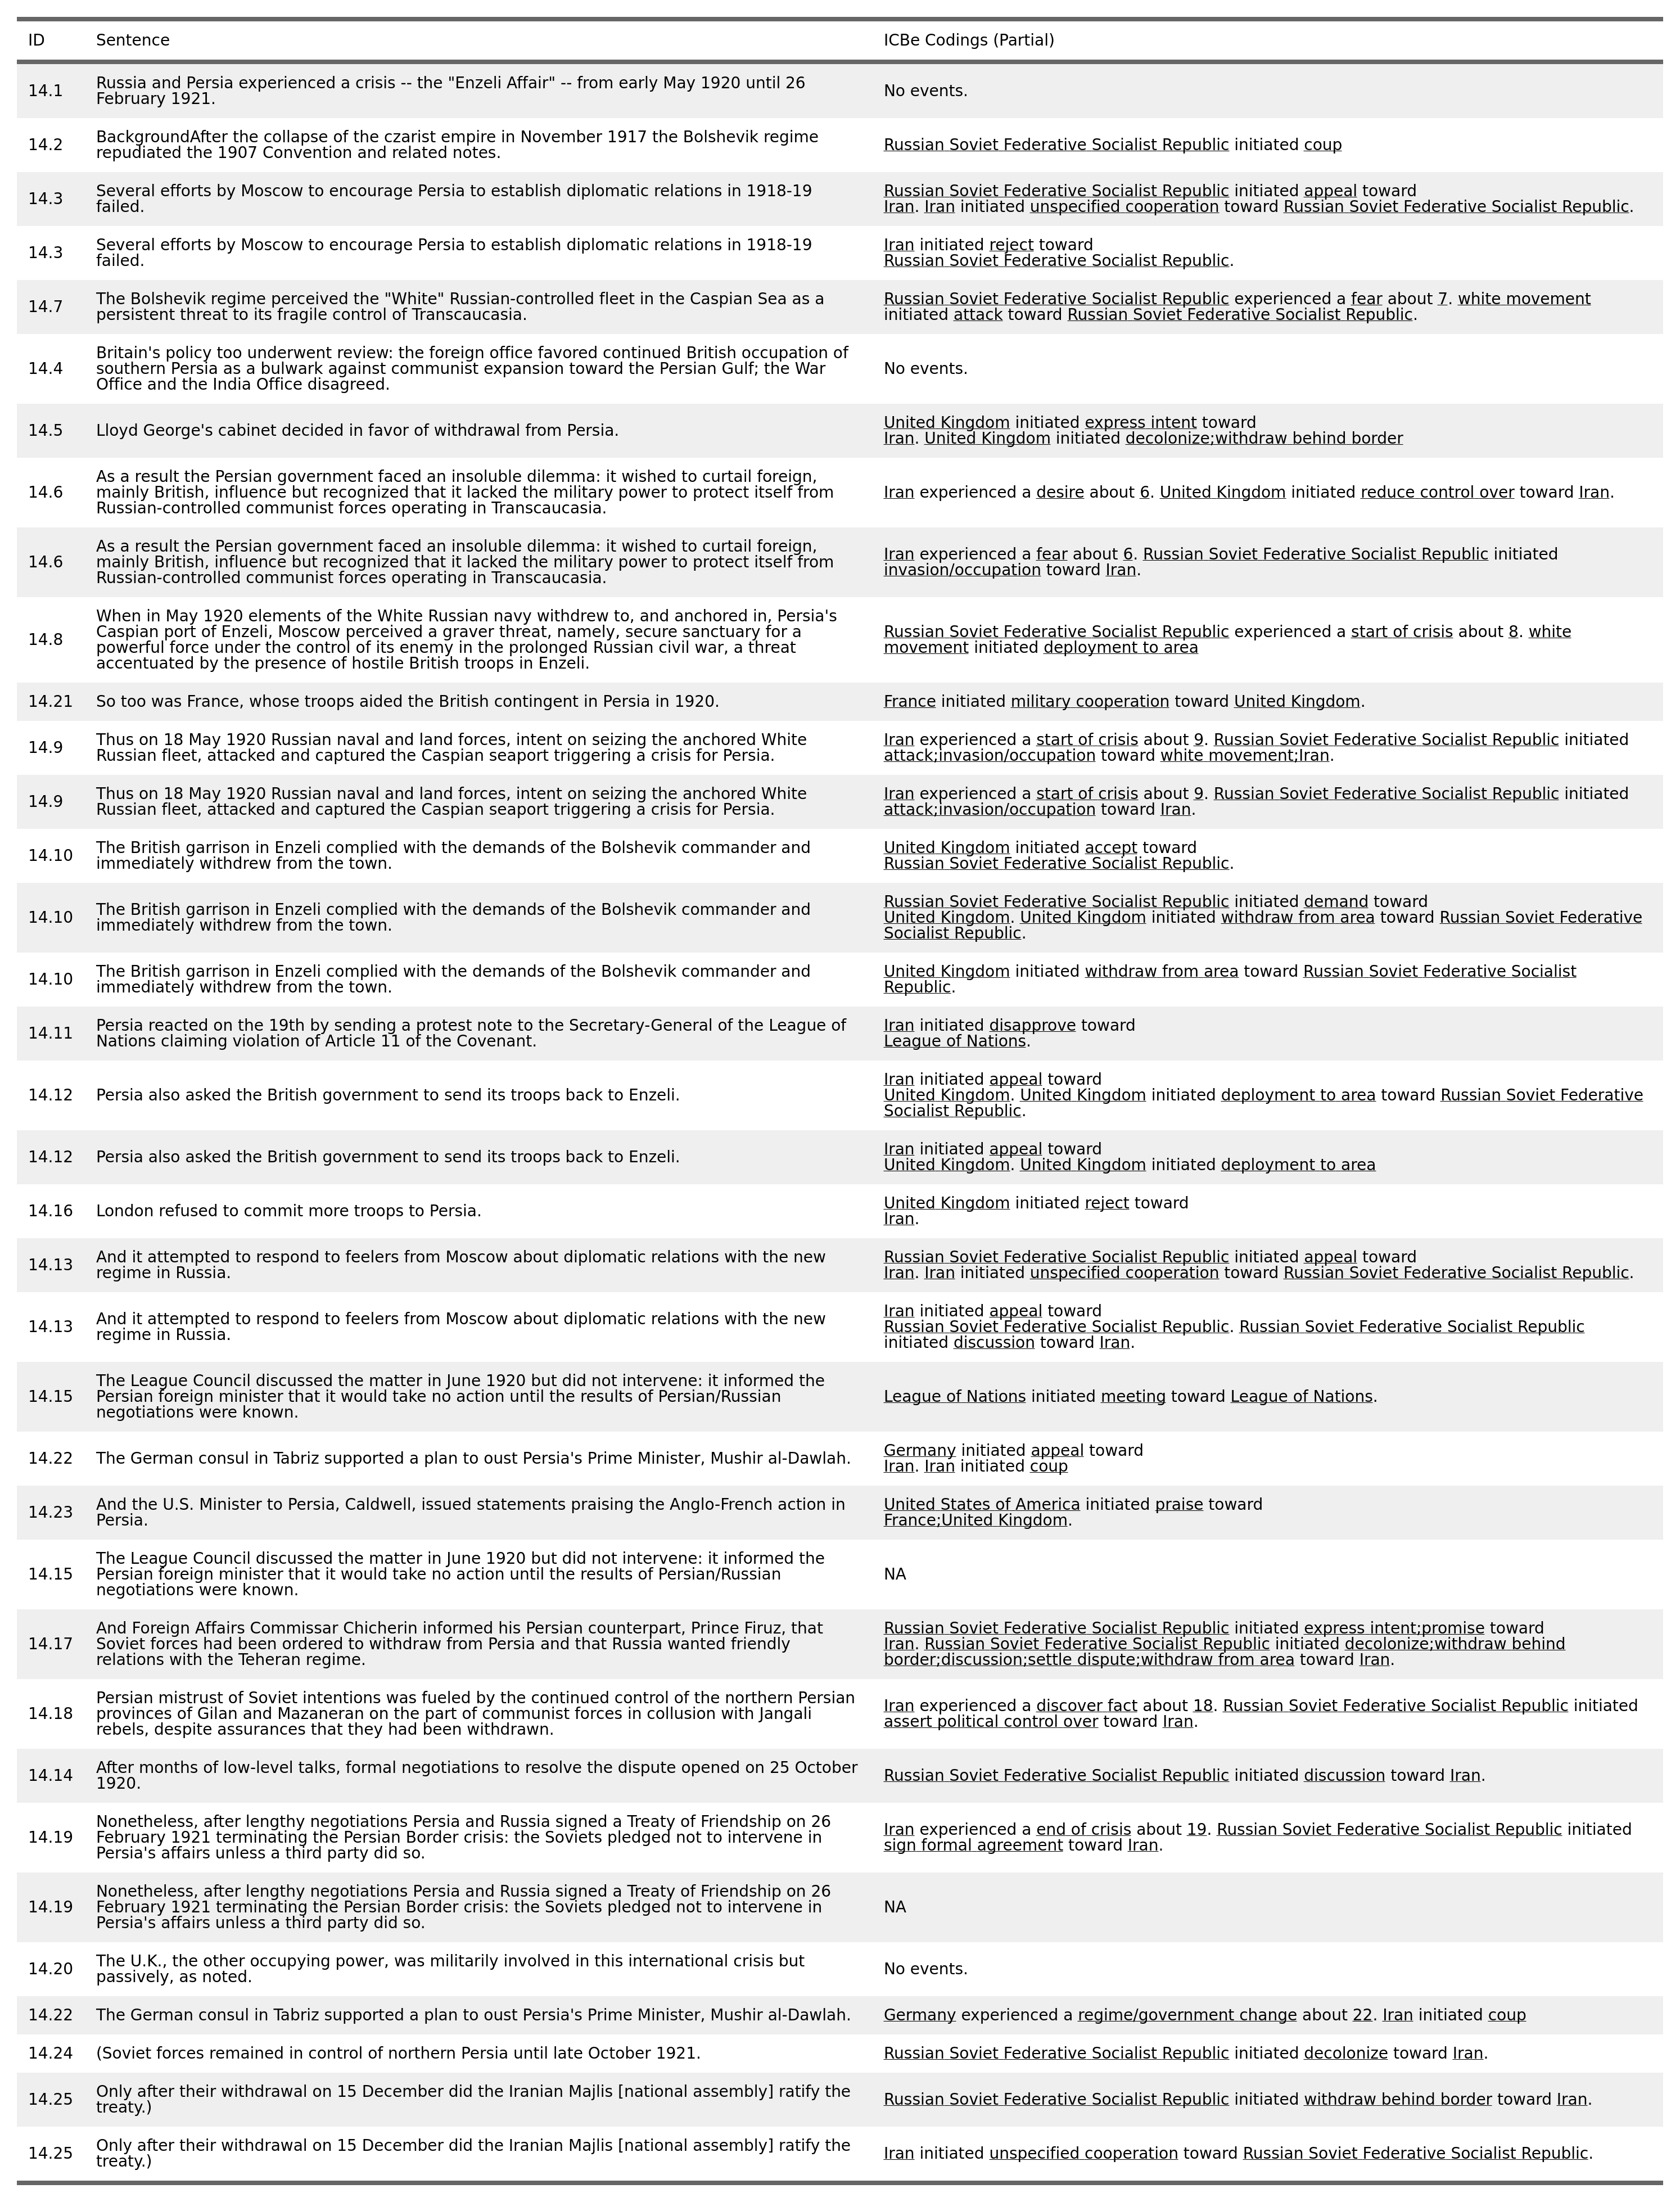 ID Sentence ICBe Codings (Partial)
14.1 Russia and Persia experienced a crisis -- the "Enzeli Affair" -- from early May 1920 until 26
February 1921.
No events.
14.2 BackgroundAfter the collapse of the czarist empire in November 1917 the Bolshevik regime
repudiated the 1907 Convention and related notes.
Russian Soviet Federative Socialist Republic initiated coup
14.3 Several efforts by Moscow to encourage Persia to establish diplomatic relations in 1918-19
failed.
Russian Soviet Federative Socialist Republic initiated appeal toward
Iran. Iran initiated unspecified cooperation toward Russian Soviet Federative Socialist Republic.
14.3 Several efforts by Moscow to encourage Persia to establish diplomatic relations in 1918-19
failed.
Iran initiated reject toward
Russian Soviet Federative Socialist Republic.
14.7 The Bolshevik regime perceived the "White" Russian-controlled fleet in the Caspian Sea as a
persistent threat to its fragile control of Transcaucasia.
Russian Soviet Federative Socialist Republic experienced a fear about 7. white movement
initiated attack toward Russian Soviet Federative Socialist Republic.
14.4 Britain's policy too underwent review: the foreign office favored continued British occupation of
southern Persia as a bulwark against communist expansion toward the Persian Gulf; the War
Office and the India Office disagreed.
No events.
14.5 Lloyd George's cabinet decided in favor of withdrawal from Persia.
United Kingdom initiated express intent toward
Iran. United Kingdom initiated decolonize;withdraw behind border
14.6 As a result the Persian government faced an insoluble dilemma: it wished to curtail foreign,
mainly British, influence but recognized that it lacked the military power to protect itself from
Russian-controlled communist forces operating in Transcaucasia.
Iran experienced a desire about 6. United Kingdom initiated reduce control over toward Iran.
14.6 As a result the Persian government faced an insoluble dilemma: it wished to curtail foreign,
mainly British, influence but recognized that it lacked the military power to protect itself from
Russian-controlled communist forces operating in Transcaucasia.
Iran experienced a fear about 6. Russian Soviet Federative Socialist Republic initiated
invasion/occupation toward Iran.
14.8 When in May 1920 elements of the White Russian navy withdrew to, and anchored in, Persia's
Caspian port of Enzeli, Moscow perceived a graver threat, namely, secure sanctuary for a
powerful force under the control of its enemy in the prolonged Russian civil war, a threat
accentuated by the presence of hostile British troops in Enzeli.
Russian Soviet Federative Socialist Republic experienced a start of crisis about 8. white
movement initiated deployment to area
14.21 So too was France, whose troops aided the British contingent in Persia in 1920.
France initiated military cooperation toward United Kingdom.
14.9 Thus on 18 May 1920 Russian naval and land forces, intent on seizing the anchored White
Russian fleet, attacked and captured the Caspian seaport triggering a crisis for Persia.
Iran experienced a start of crisis about 9. Russian Soviet Federative Socialist Republic initiated
attack;invasion/occupation toward white movement;Iran.
14.9 Thus on 18 May 1920 Russian naval and land forces, intent on seizing the anchored White
Russian fleet, attacked and captured the Caspian seaport triggering a crisis for Persia.
Iran experienced a start of crisis about 9. Russian Soviet Federative Socialist Republic initiated
attack;invasion/occupation toward Iran.
14.10 The British garrison in Enzeli complied with the demands of the Bolshevik commander and
immediately withdrew from the town.
United Kingdom initiated accept toward
Russian Soviet Federative Socialist Republic.
14.10 The British garrison in Enzeli complied with the demands of the Bolshevik commander and
immediately withdrew from the town.
Russian Soviet Federative Socialist Republic initiated demand toward
United Kingdom. United Kingdom initiated withdraw from area toward Russian Soviet Federative
Socialist Republic.
14.10 The British garrison in Enzeli complied with the demands of the Bolshevik commander and
immediately withdrew from the town.
United Kingdom initiated withdraw from area toward Russian Soviet Federative Socialist
Republic.
14.11 Persia reacted on the 19th by sending a protest note to the Secretary-General of the League of
Nations claiming violation of Article 11 of the Covenant.
Iran initiated disapprove toward
League of Nations.
14.12 Persia also asked the British government to send its troops back to Enzeli.
Iran initiated appeal toward
United Kingdom. United Kingdom initiated deployment to area toward Russian Soviet Federative
Socialist Republic.
14.12 Persia also asked the British government to send its troops back to Enzeli.
Iran initiated appeal toward
United Kingdom. United Kingdom initiated deployment to area
14.16 London refused to commit more troops to Persia.
United Kingdom initiated reject toward
Iran.
14.13 And it attempted to respond to feelers from Moscow about diplomatic relations with the new
regime in Russia.
Russian Soviet Federative Socialist Republic initiated appeal toward
Iran. Iran initiated unspecified cooperation toward Russian Soviet Federative Socialist Republic.
14.13 And it attempted to respond to feelers from Moscow about diplomatic relations with the new
regime in Russia.
Iran initiated appeal toward
Russian Soviet Federative Socialist Republic. Russian Soviet Federative Socialist Republic
initiated discussion toward Iran.
14.15 The League Council discussed the matter in June 1920 but did not intervene: it informed the
Persian foreign minister that it would take no action until the results of Persian/Russian
negotiations were known.
League of Nations initiated meeting toward League of Nations.
14.22 The German consul in Tabriz supported a plan to oust Persia's Prime Minister, Mushir al-Dawlah.
Germany initiated appeal toward
Iran. Iran initiated coup
14.23 And the U.S. Minister to Persia, Caldwell, issued statements praising the Anglo-French action in
Persia.
United States of America initiated praise toward
France;United Kingdom.
14.15 The League Council discussed the matter in June 1920 but did not intervene: it informed the
Persian foreign minister that it would take no action until the results of Persian/Russian
negotiations were known.
NA
14.17 And Foreign Affairs Commissar Chicherin informed his Persian counterpart, Prince Firuz, that
Soviet forces had been ordered to withdraw from Persia and that Russia wanted friendly
relations with the Teheran regime.
Russian Soviet Federative Socialist Republic initiated express intent;promise toward
Iran. Russian Soviet Federative Socialist Republic initiated decolonize;withdraw behind
border;discussion;settle dispute;withdraw from area toward Iran.
14.18 Persian mistrust of Soviet intentions was fueled by the continued control of the northern Persian
provinces of Gilan and Mazaneran on the part of communist forces in collusion with Jangali
rebels, despite assurances that they had been withdrawn.
Iran experienced a discover fact about 18. Russian Soviet Federative Socialist Republic initiated
assert political control over toward Iran.
14.14 After months of low-level talks, formal negotiations to resolve the dispute opened on 25 October
1920.
Russian Soviet Federative Socialist Republic initiated discussion toward Iran.
14.19 Nonetheless, after lengthy negotiations Persia and Russia signed a Treaty of Friendship on 26
February 1921 terminating the Persian Border crisis: the Soviets pledged not to intervene in
Persia's affairs unless a third party did so.
Iran experienced a end of crisis about 19. Russian Soviet Federative Socialist Republic initiated
sign formal agreement toward Iran.
14.19 Nonetheless, after lengthy negotiations Persia and Russia signed a Treaty of Friendship on 26
February 1921 terminating the Persian Border crisis: the Soviets pledged not to intervene in
Persia's affairs unless a third party did so.
NA
14.20 The U.K., the other occupying power, was militarily involved in this international crisis but
passively, as noted.
No events.
14.22 The German consul in Tabriz supported a plan to oust Persia's Prime Minister, Mushir al-Dawlah.
Germany experienced a regime/government change about 22. Iran initiated coup
14.24 (Soviet forces remained in control of northern Persia until late October 1921.
Russian Soviet Federative Socialist Republic initiated decolonize toward Iran.
14.25 Only after their withdrawal on 15 December did the Iranian Majlis [national assembly] ratify the
treaty.)
Russian Soviet Federative Socialist Republic initiated withdraw behind border toward Iran.
14.25 Only after their withdrawal on 15 December did the Iranian Majlis [national assembly] ratify the
treaty.)
Iran initiated unspecified cooperation toward Russian Soviet Federative Socialist Republic.